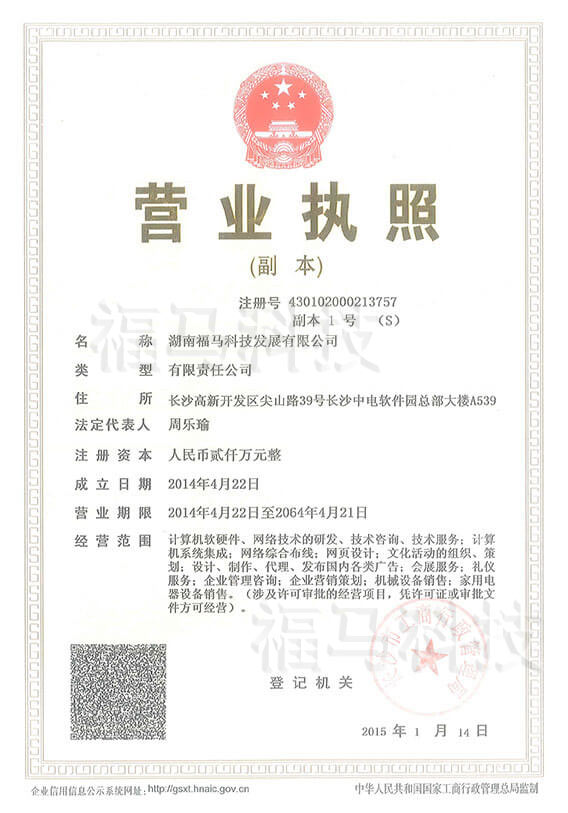 营业执照
(副 本)
注册号 430102000213757
副本 1 号 （S）
名 称 湖南福马科技发展有限公司
类 型 有限责任公司
住 所 长沙高新开发区尖山路39号长沙中电软件园总部大楼A539
法定代表人 周乐瑜
注册资本 人民币贰仟万元整
成立日期 2014年4月22日
营业期限 2014年4月22日至2064年4月21日
经营范围 计算机软硬件、网络技术的研发、技术咨询、技术服务；计算
机系统集成；网络综合布线；网页设计；文化活动的组织、策
划；设计、制作、代理、发布国内各类广告；会展服务；礼仪
服务；企业管理咨询；企业营销策划；机械设备销售；家用电
器设备销售。（涉及许可审批的经营项目，凭许可证或审批文
件方可经营）。
福马科技
福马科技
长沙市工商行政管理局
登记机关
2015 年 1 月 14 日
企业信用信息公示系统网址: http://gsxt.hnaic.gov.cn
中华人民共和国国家工商行政管理总局监制